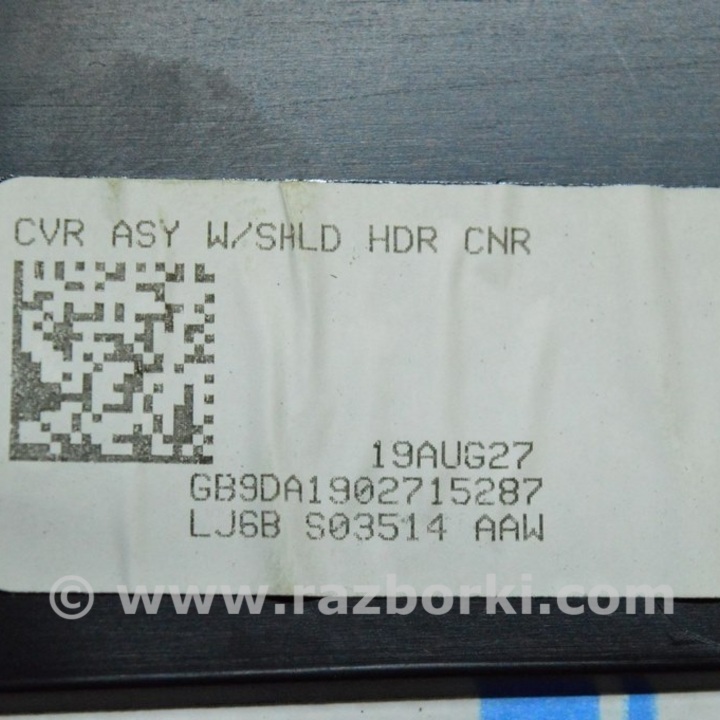 CVR ASY W/SHLD HDR CNR
19AUG27
GB9DA1902715287
LJ6B S03514 AAW
© www.razborki.com